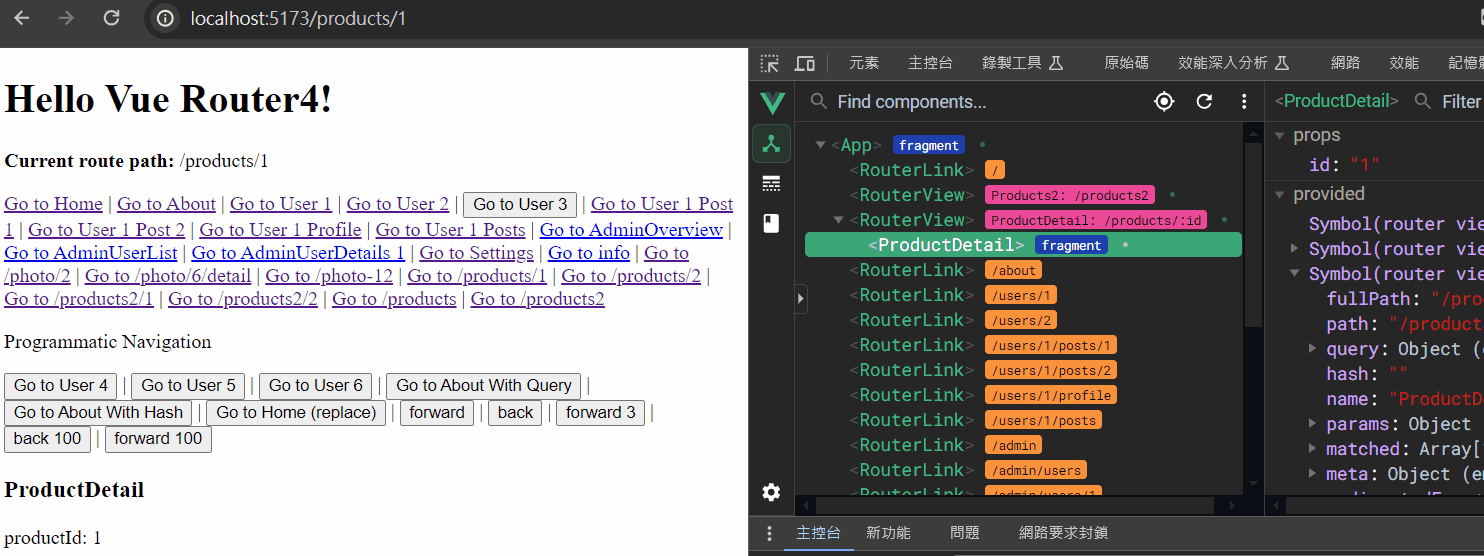 localhost:5173/products/1
Hello Vue Router4!
Current route path: /products/1
Go to Home | Go to About | Go to User 1 | Go to User 2 | Go to User 3 | Go to User 1 Post
1 | Go to User 1 Post 2 | Go to User 1 Profile | Go to User 1 Posts | Go to AdminOverview |
Go to AdminUserList | Go to AdminUserDetails 1 | Go to Settings | Go to info | Go to
/photo/2 | Go to /photo/6/detail | Go to /photo-12 | Go to /products/1 | Go to /products/2 |
Go to /products2/1 | Go to /products2/2 | Go to /products | Go to /products2
Programmatic Navigation
Go to User 4 | Go to User 5 | Go to User 6 | Go to About With Query |
Go to About With Hash | Go to Home (replace) | forward | back | forward 3 |
back 100 | forward 100
ProductDetail
productId: 1
元素 主控台 錄製工具 原始碼 效能深入分析 網路 效能 記憶
Find components...
<App> fragment
<RouterLink> /
<RouterView> Products2: /products2
<RouterView> ProductDetail: /products/:id
<ProductDetail> fragment
<RouterLink> /about
<RouterLink> /users/1
<RouterLink> /users/2
<RouterLink> /users/1/posts/1
<RouterLink> /users/1/posts/2
<RouterLink> /users/1/profile
<RouterLink> /users/1/posts
<RouterLink> /admin
<RouterLink> /admin/users
<RouterLink> /admin/users/1
<ProductDetail> Filter
props
id: "1"
provided
Symbol(router vie
Symbol(router vie
Symbol(router vie
fullPath: "/pro
path: "/product
query: Object (
hash: ""
name: "ProductD
params: Object
matched: Array[
meta: Object (em
主控台 新功能 問題 網路要求封鎖